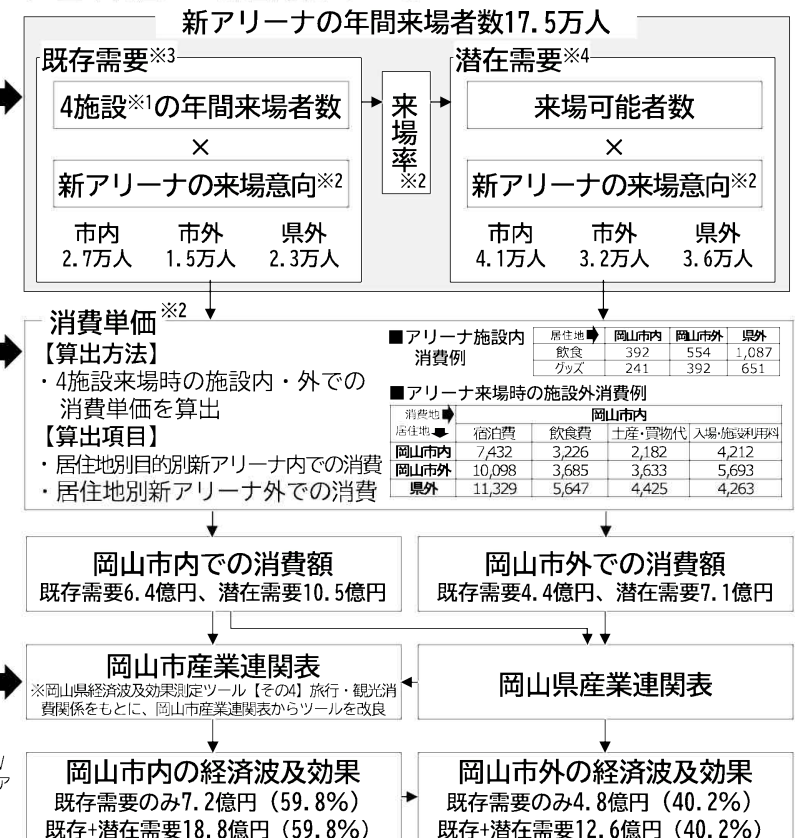 新アリーナの年間来場者数17.5万人
既存需要※3
4施設※1の年間来場者数
×
新アリーナの来場意向※2
市内 市外 県外
2.7万人 1.5万人 2.3万人
来場率
※2
潜在需要※4
来場可能者数
×
新アリーナの来場意向※2
市内 市外 県外
4.1万人 3.2万人 3.6万人
消費単価※2
【算出方法】
・4施設来場時の施設内・外での
消費単価を算出
【算出項目】
・居住地別目的別新アリーナ内での消費
・居住地別新アリーナ外での消費
■アリーナ施設内
消費例
居住地 岡山市内 岡山市外 県外
飲食 392 554 1,087
グッズ 241 392 651
■アリーナ来場時の施設外消費例
消費地 岡山市内
居住地 宿泊費 飲食費 土産・買物代 入場・施設利用料
岡山市内 7,432 3,226 2,182 4,212
岡山市外 10,098 3,685 3,633 5,693
県外 11,329 5,647 4,425 4,263
岡山市内での消費額
既存需要6.4億円、潜在需要10.5億円
岡山市外での消費額
既存需要4.4億円、潜在需要7.1億円
岡山市産業連関表
※岡山県経済波及効果測定ツール【その4】旅行・観光消
費関係をもとに、岡山市産業連関表からツールを改良
岡山県産業連関表
岡山市内の経済波及効果
既存需要のみ7.2億円（59.8%）
既存+潜在需要18.8億円（59.8%）
岡山市外の経済波及効果
既存需要のみ4.8億円（40.2%）
既存+潜在需要12.6億円（40.2%）